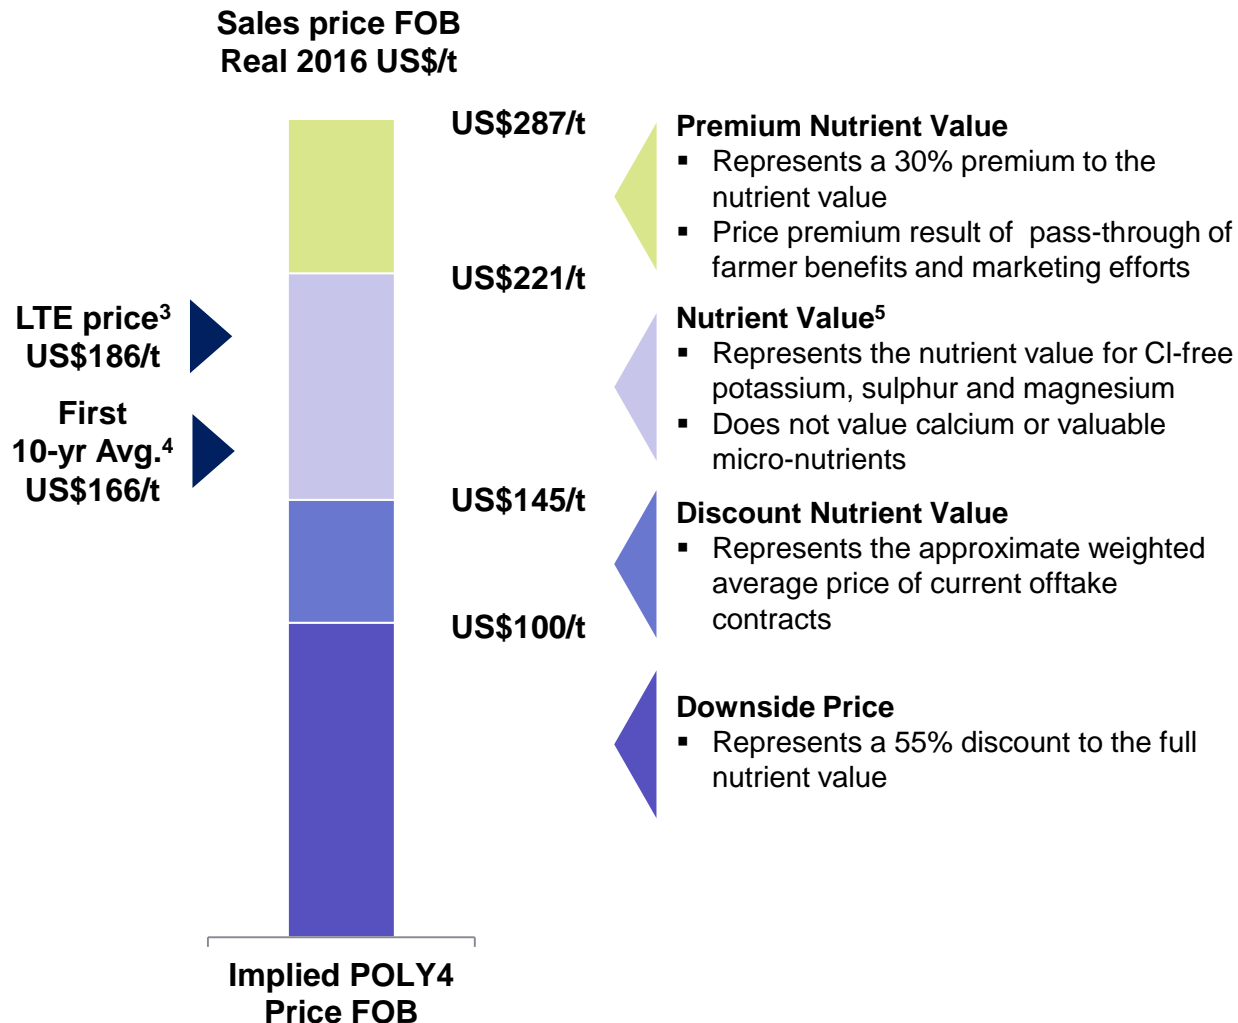 Sales price FOB
Real 2016 US$/t
US$287/t
Premium Nutrient Value
▪ Represents a 30% premium to the
nutrient value
▪ Price premium result of pass-through of
farmer benefits and marketing efforts
US$221/t
LTE price³
US$186/t
Nutrient Value⁵
▪ Represents the nutrient value for Cl-free
potassium, sulphur and magnesium
▪ Does not value calcium or valuable
micro-nutrients
First
10-yr Avg.⁴
US$166/t
US$145/t
Discount Nutrient Value
▪ Represents the approximate weighted
average price of current offtake
contracts
US$100/t
Downside Price
▪ Represents a 55% discount to the full
nutrient value
Implied POLY4
Price FOB